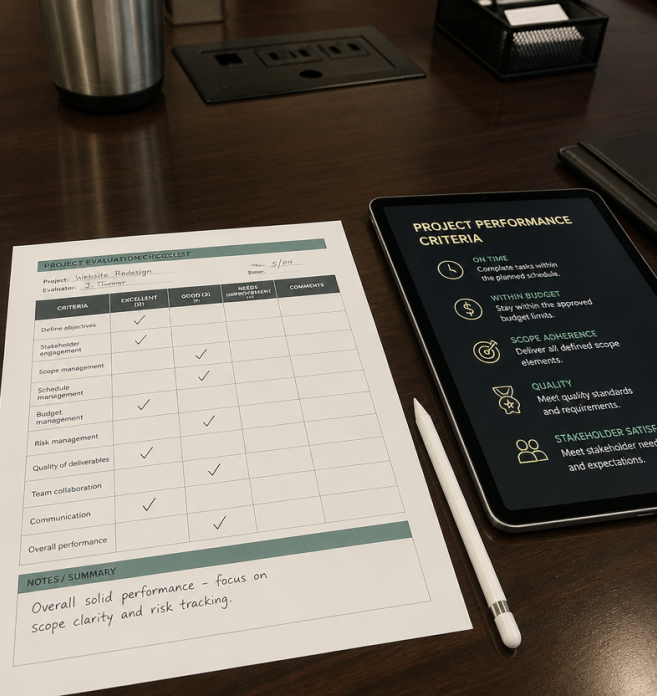 PROJECT EVALUATION CHECKLIST
Project: Website Redesign
5/24
Evaluator: J. Turner
CRITERIA EXCELLENT GOOD (3) NEEDS IMPROVEMENT COMMENTS
Define objectives ✓
Stakeholder
engagement ✓
Scope management ✓
Schedule
management ✓
Budget
management ✓
Risk management ✓
Quality of deliverables ✓
Team collaboration ✓
Communication ✓
Overall performance ✓
NOTES / SUMMARY
Overall solid performance – focus on
scope clarity and risk tracking.
PROJECT PERFORMANCE
CRITERIA
ON TIME
Complete tasks within
the planned schedule.
$
WITHIN BUDGET
Stay within the approved
budget limits.
SCOPE ADHERENCE
Deliver all defined scope
elements.
QUALITY
Meet quality standards
and requirements.
STAKEHOLDER SATISF
Meet stakeholder need
and expectations.